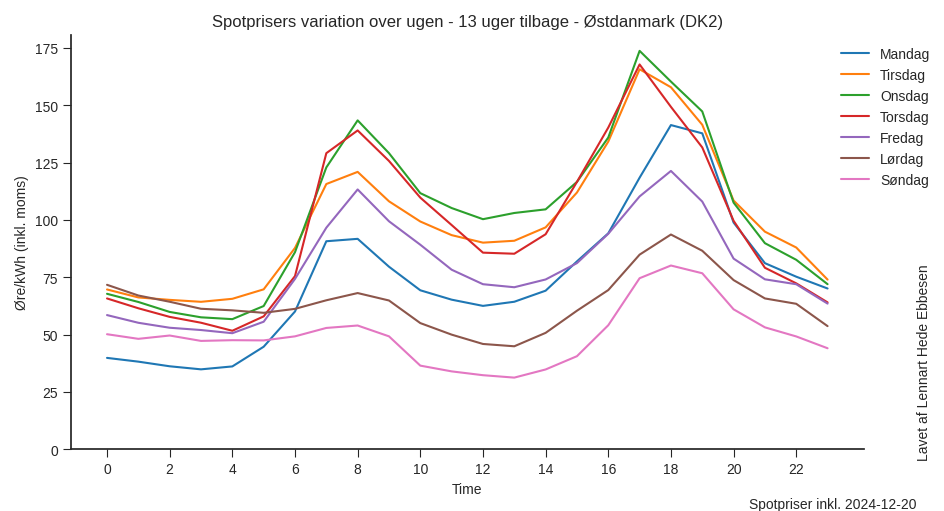 Spotprisers variation over ugen - 13 uger tilbage - Østdanmark (DK2)
Øre/kWh (inkl. moms)
175
150
125
100
75
50
25
0
0 2 4 6 8 10 12 14 16 18 20 22
Time
Mandag
Tirsdag
Onsdag
Torsdag
Fredag
Lørdag
Søndag
Lavet af Lennart Hede Ebbesen
Spotpriser inkl. 2024-12-20